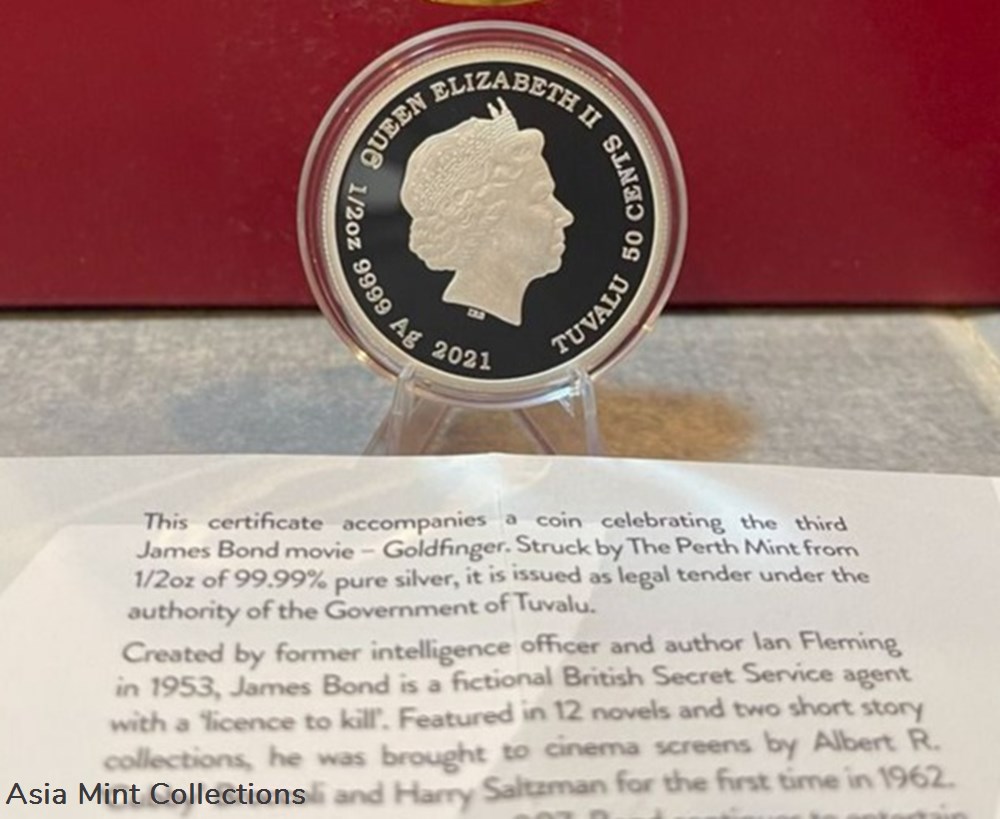 QUEEN ELIZABETH II
TUVALU 50 CENTS
1/2oz 9999 Ag 2021
IRB
This certificate accompanies a coin celebrating the third
James Bond movie – Goldfinger. Struck by The Perth Mint from
1/2oz of 99.99% pure silver, it is issued as legal tender under the
authority of the Government of Tuvalu.
Created by former intelligence officer and author Ian Fleming
in 1953, James Bond is a fictional British Secret Service agent
with a 'licence to kill'. Featured in 12 novels and two short story
collections, he was brought to cinema screens by Albert R.
and Harry Saltzman for the first time in 1962.
Bond continues to entertain
Asia Mint Collections